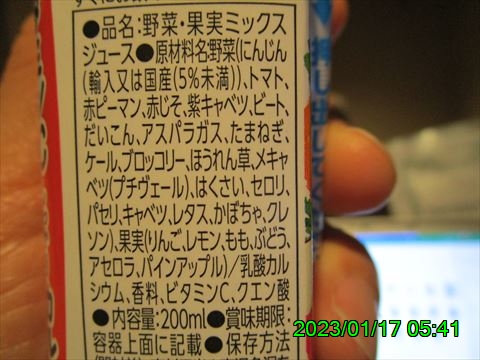 ●品名:野菜・果実ミックス
ジュース●原材料名野菜(にんじん
(輸入又は国産(5%未満))、トマト、
赤ピーマン、赤じそ、紫キャベツ、ビート、
だいこん、アスパラガス、たまねぎ、
ケール、ブロッコリー、ほうれん草、メキャ
ベツ(プチヴェール)、はくさい、セロリ、
パセリ、キャベツ、レタス、かぼちゃ、クレ
ソン)、果実(りんご、レモン、もも、ぶどう、
アセロラ、パインアップル)/乳酸カル
シウム、香料、ビタミンC、クエン酸
●内容量:200ml●賞味期限:
容器上面に記載●保存方法
2023/01/17 05:41